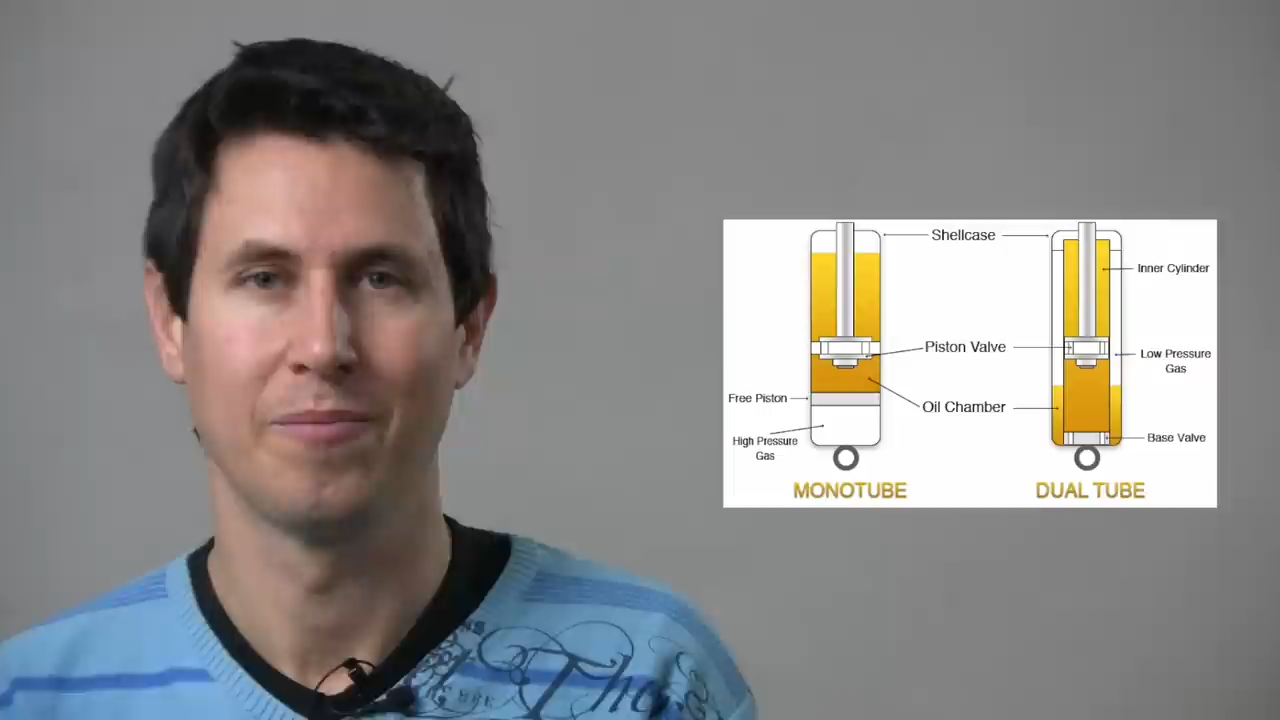 Shellcase
Inner Cylinder
Piston Valve
Low Pressure
Gas
Free Piston
Oil Chamber
High Pressure
Gas
Base Valve
MONOTUBE
DUAL TUBE